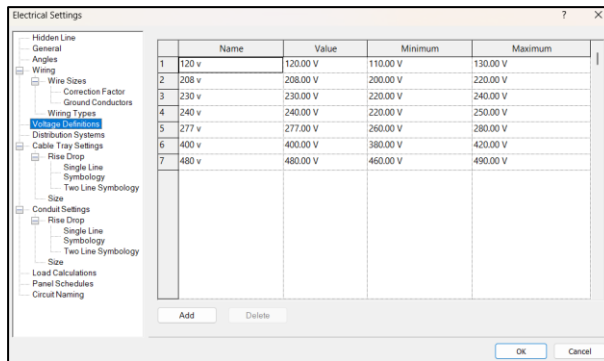 Electrical Settings ? ×
Hidden Line
General
Angles
Wiring
Wire Sizes
Correction Factor
Ground Conductors
Wiring Types
Voltage Definitions
Distribution Systems
Cable Tray Settings
Rise Drop
Single Line
Symbology
Two Line Symbology
Size
Conduit Settings
Rise Drop
Single Line
Symbology
Two Line Symbology
Size
Load Calculations
Panel Schedules
Circuit Naming
Name Value Minimum Maximum
1 120 v 120.00 V 110.00 V 130.00 V
2 208 v 208.00 V 200.00 V 220.00 V
3 230 v 230.00 V 220.00 V 240.00 V
4 240 v 240.00 V 220.00 V 250.00 V
5 277 v 277.00 V 260.00 V 280.00 V
6 400 v 400.00 V 380.00 V 420.00 V
7 480 v 480.00 V 460.00 V 490.00 V
Add Delete
OK Cancel